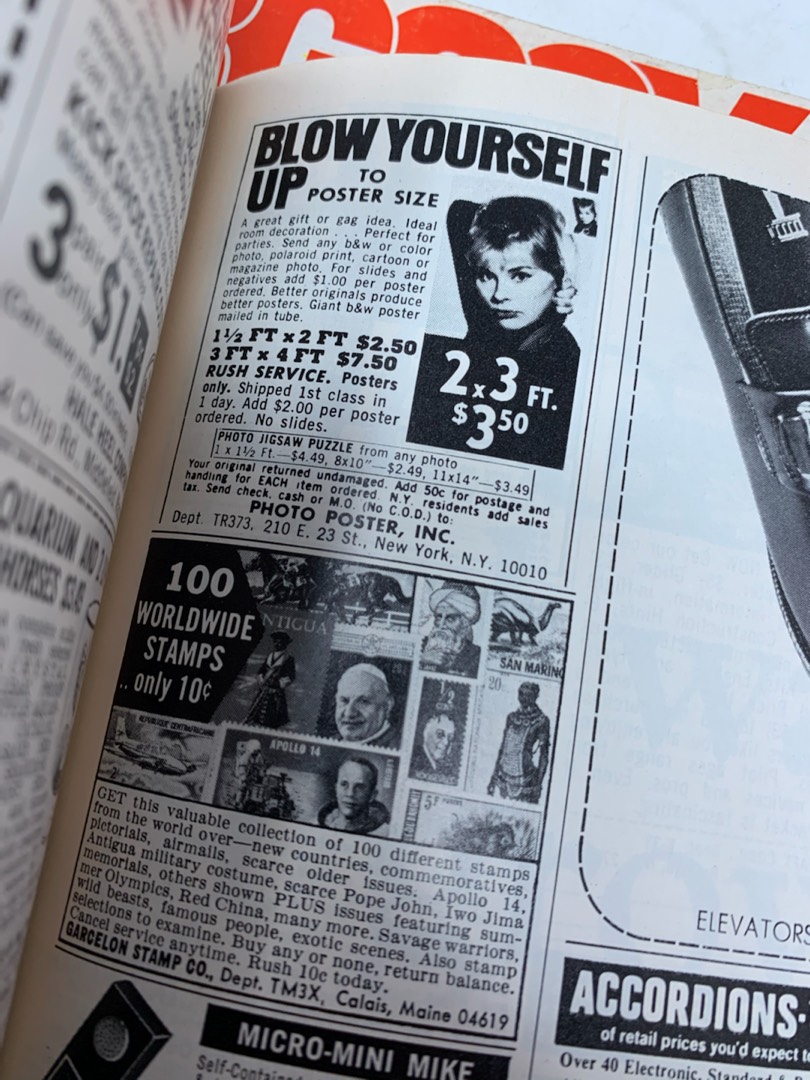 BLOW YOURSELF
UP TO
POSTER SIZE
A great gift or gag idea. Ideal
room decoration . . . Perfect for
parties. Send any b&w or color
photo, polaroid print, cartoon or
magazine photo. For slides and
negatives add $1.00 per poster
ordered. Better originals produce
better posters. Giant b&w poster
mailed in tube.
1½ FT x 2 FT $2.50
3 FT x 4 FT $7.50
RUSH SERVICE. Posters
only. Shipped 1st class in
1 day. Add $2.00 per poster
ordered. No slides.
2x3 FT.
$3.50
PHOTO JIGSAW PUZZLE from any photo
1 x 1½ Ft.—$4.49, 8x10"—$2.49, 11x14"—$3.49
Your original returned undamaged. Add 50c for postage and
handling for EACH item ordered. N.Y. residents add sales
tax. Send check, cash or M.O. (No C.O.D.) to:
PHOTO POSTER, INC.
Dept. TR373, 210 E. 23 St., New York, N.Y. 10010
100
WORLDWIDE
STAMPS
.. only 10¢
ANTIGUA
SAN MARINO
20
½
REPUBLIQUE CENTRAFRICAINE
APOLLO 14
5F
GET this valuable collection of 100 different stamps
from the world over—new countries, commemoratives,
pictorials, airmails, scarce older issues. Apollo 14,
Antigua military costume, scarce Pope John, Iwo Jima
memorials, others shown PLUS issues featuring sum-
mer Olympics, Red China, many more. Savage warriors,
wild beasts, famous people, exotic scenes. Also stamp
selections to examine. Buy any or none, return balance.
Cancel service anytime. Rush 10c today.
GARCELON STAMP CO., Dept. TM3X, Calais, Maine 04619
MICRO-MINI MIKE
ELEVATORS
ACCORDIONS
of retail prices you'd expect
Over 40 Electronic,